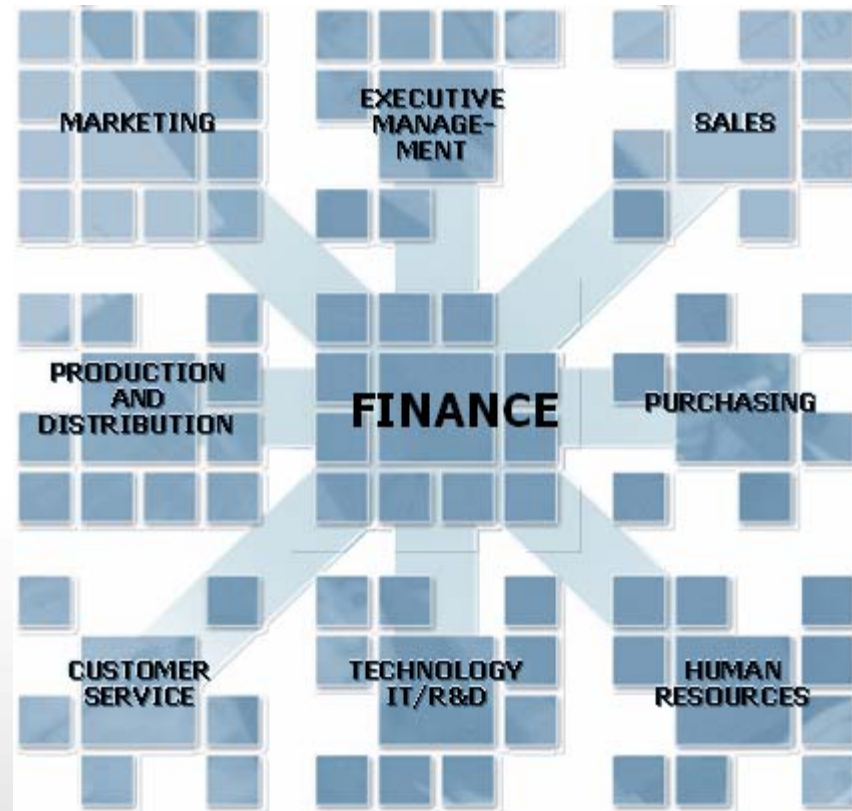 MARKETING
EXECUTIVE
MANAGE-
MENT
SALES
PRODUCTION
AND
DISTRIBUTION
FINANCE
PURCHASING
CUSTOMER
SERVICE
TECHNOLOGY
IT/R&D
HUMAN
RESOURCES